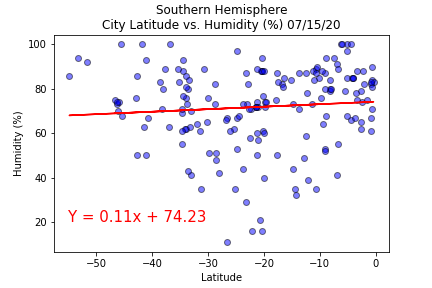 Southern Hemisphere
City Latitude vs. Humidity (%) 07/15/20
100
80
60
40
20
Humidity (%)
Y = 0.11x + 74.23
−50
−40
−30
−20
−10
0
Latitude